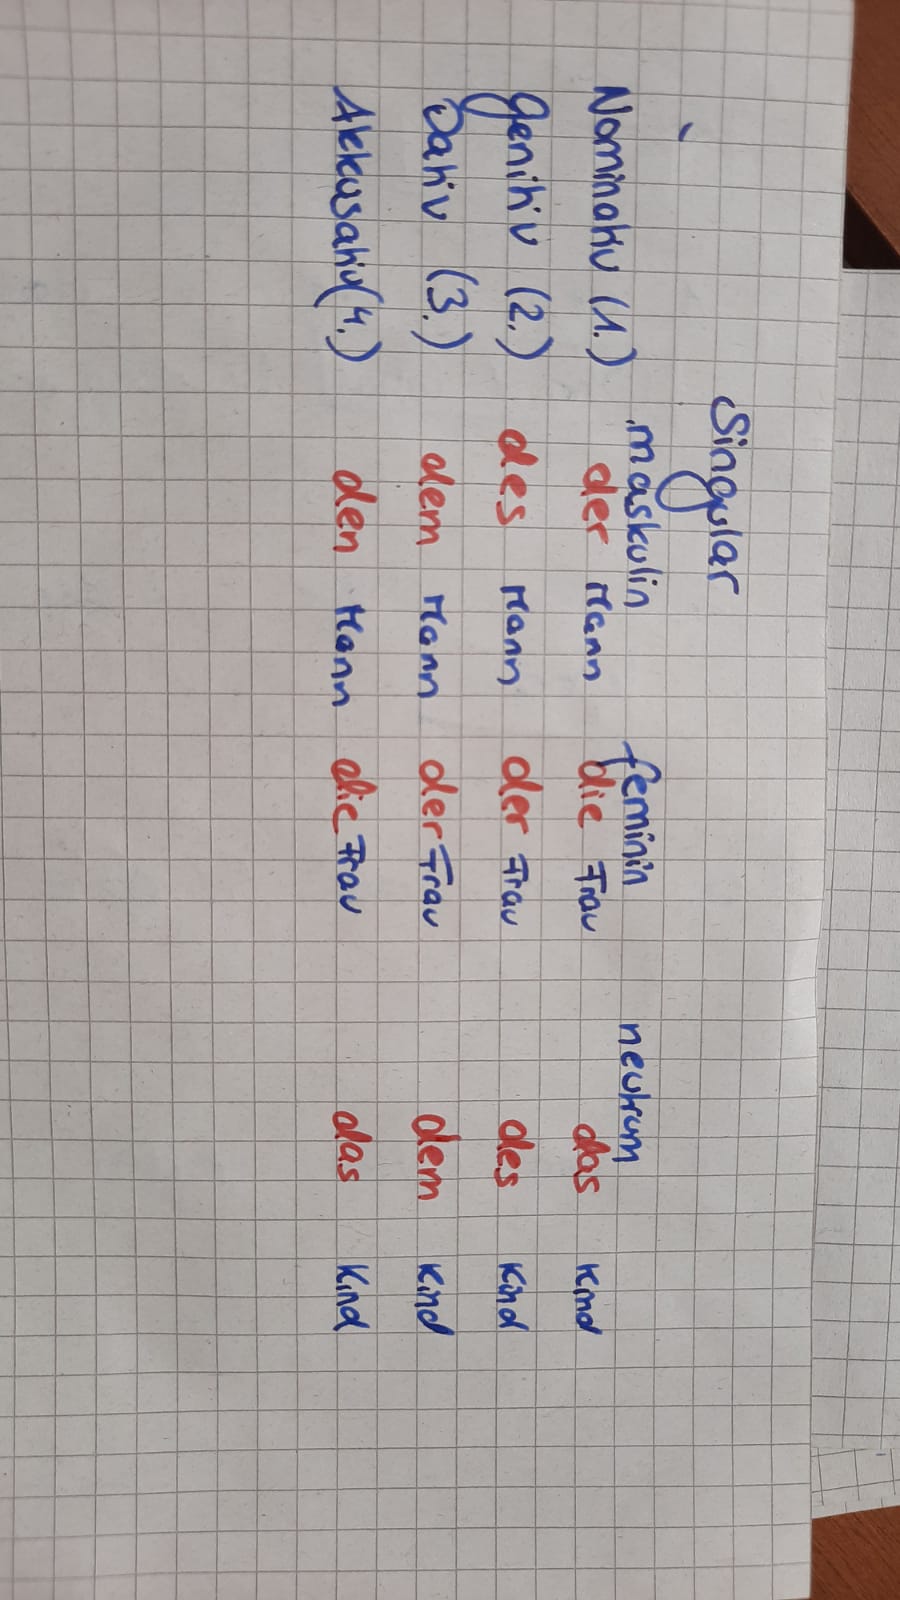 Singular
maskulin feminin neutrum
Nominativ (1.) der Mann die Frau das Kind
Genitiv (2.) des Mann der Frau des Kind
Dativ (3.) dem Mann der Frau dem Kind
Akkusativ (4.) den Mann die Frau das Kind